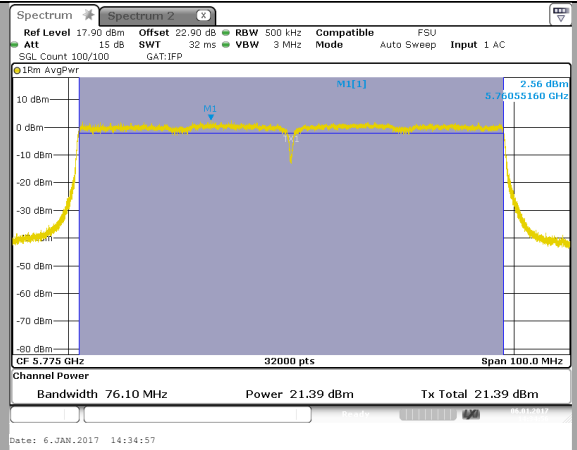 Spectrum Spectrum 2 X
Ref Level 17.90 dBm Offset 22.90 dB RBW 500 kHz Compatible FSV
Att 15 dB SWT 32 ms VBW 3 MHz Mode Auto Sweep Input 1 AC
SGL Count 100/100 GAT:IFP
1Rm AvgPwr
M1[1] 2.56 dBm
5.76055160 GHz
10 dBm
M1
0 dBm
-10 dBm
-20 dBm
-30 dBm
-40 dBm
-50 dBm
-60 dBm
-70 dBm
-80 dBm
CF 5.775 GHz 32000 pts Span 100.0 MHz
Channel Power
Bandwidth 76.10 MHz Power 21.39 dBm Tx Total 21.39 dBm
Ready 06.01.2017
Date: 6.JAN.2017 14:34:57